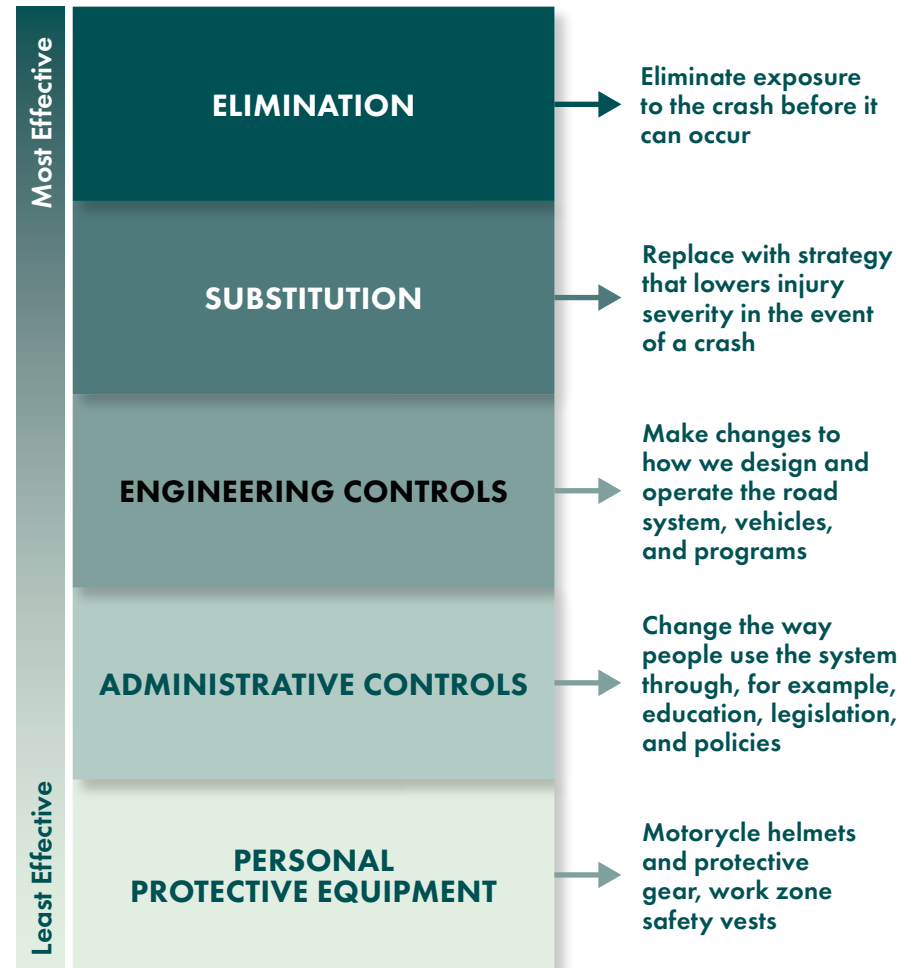 Most Effective
ELIMINATION
Eliminate exposure
to the crash before it
can occur
SUBSTITUTION
Replace with strategy
that lowers injury
severity in the event
of a crash
ENGINEERING CONTROLS
Make changes to
how we design and
operate the road
system, vehicles,
and programs
ADMINISTRATIVE CONTROLS
Change the way
people use the system
through, for example,
education, legislation,
and policies
Least Effective
PERSONAL
PROTECTIVE EQUIPMENT
Motorycle helmets
and protective
gear, work zone
safety vests